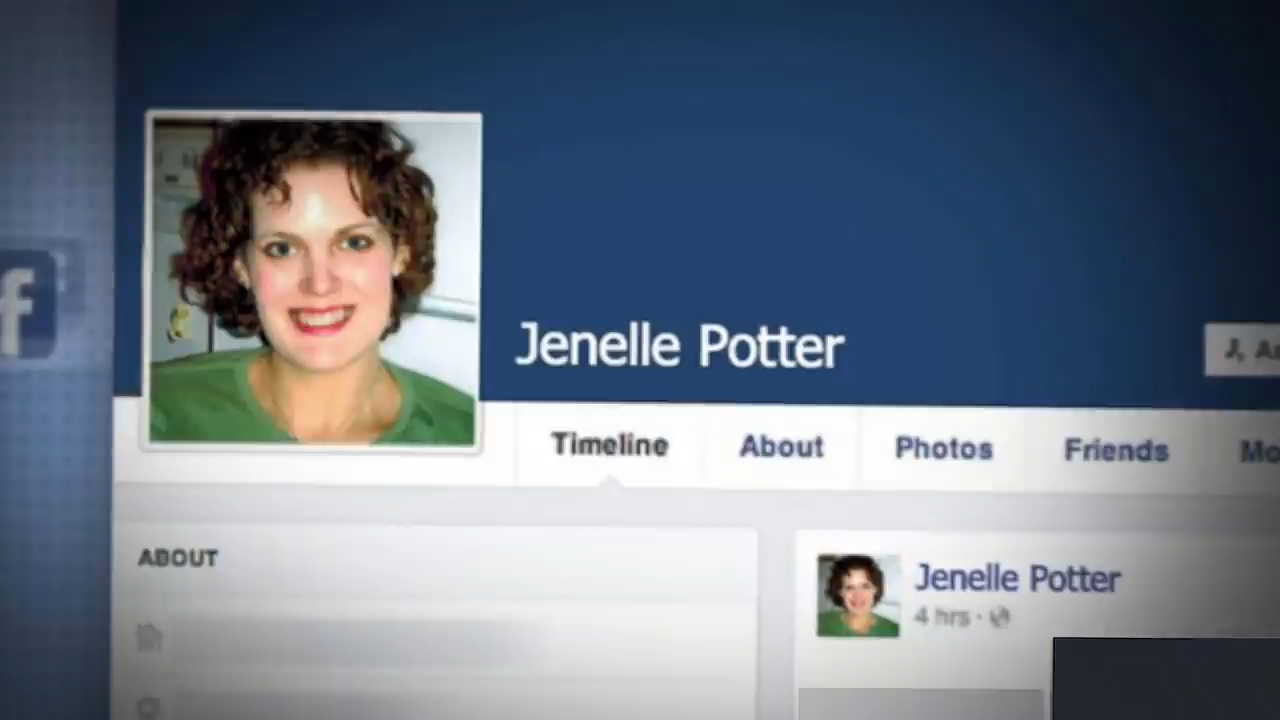 f
Jenelle Potter
Timeline
About
Photos
Friends
ABOUT
Jenelle Potter
4 hrs